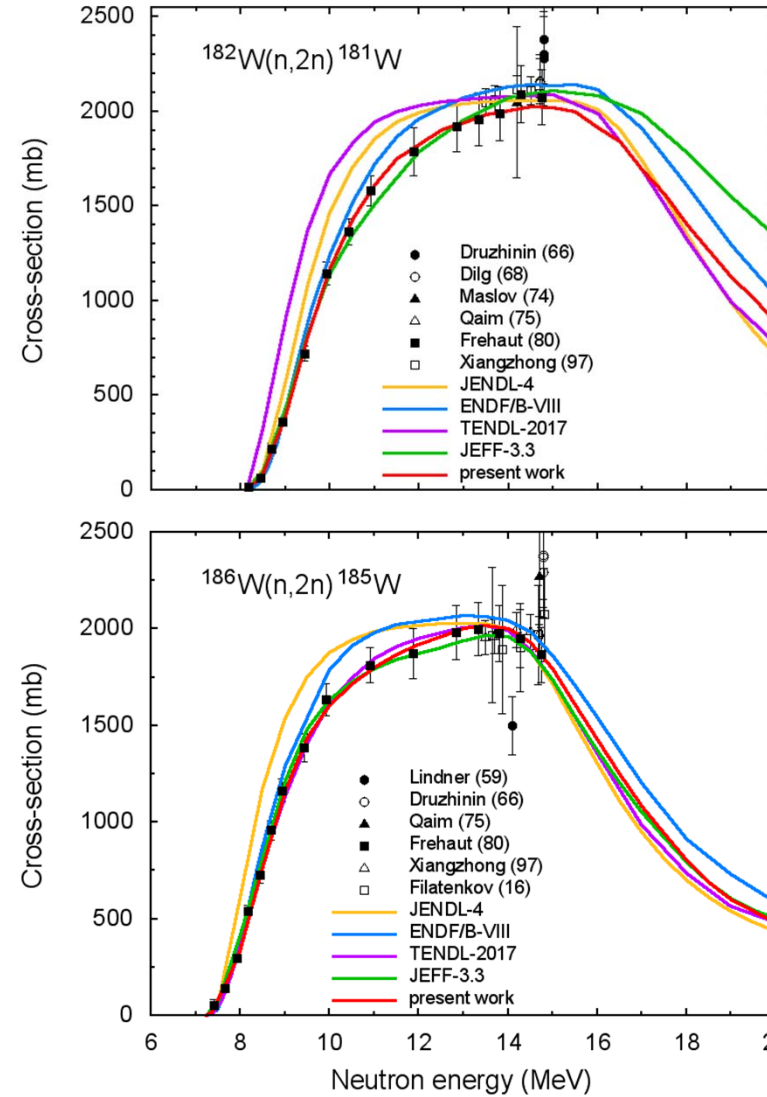 2500
¹⁸²W(n,2n)¹⁸¹W
2000
1500
1000
500
0
Cross-section (mb)
Druzhinin (66)
Dilg (68)
Maslov (74)
Qaim (75)
Frehaut (80)
Xiangzhong (97)
JENDL-4
ENDF/B-VIII
TENDL-2017
JEFF-3.3
present work
2500
¹⁸⁶W(n,2n)¹⁸⁵W
2000
1500
1000
500
0
Cross-section (mb)
Lindner (59)
Druzhinin (66)
Qaim (75)
Frehaut (80)
Xiangzhong (97)
Filatenkov (16)
JENDL-4
ENDF/B-VIII
TENDL-2017
JEFF-3.3
present work
6 8 10 12 14 16 18 2
Neutron energy (MeV)